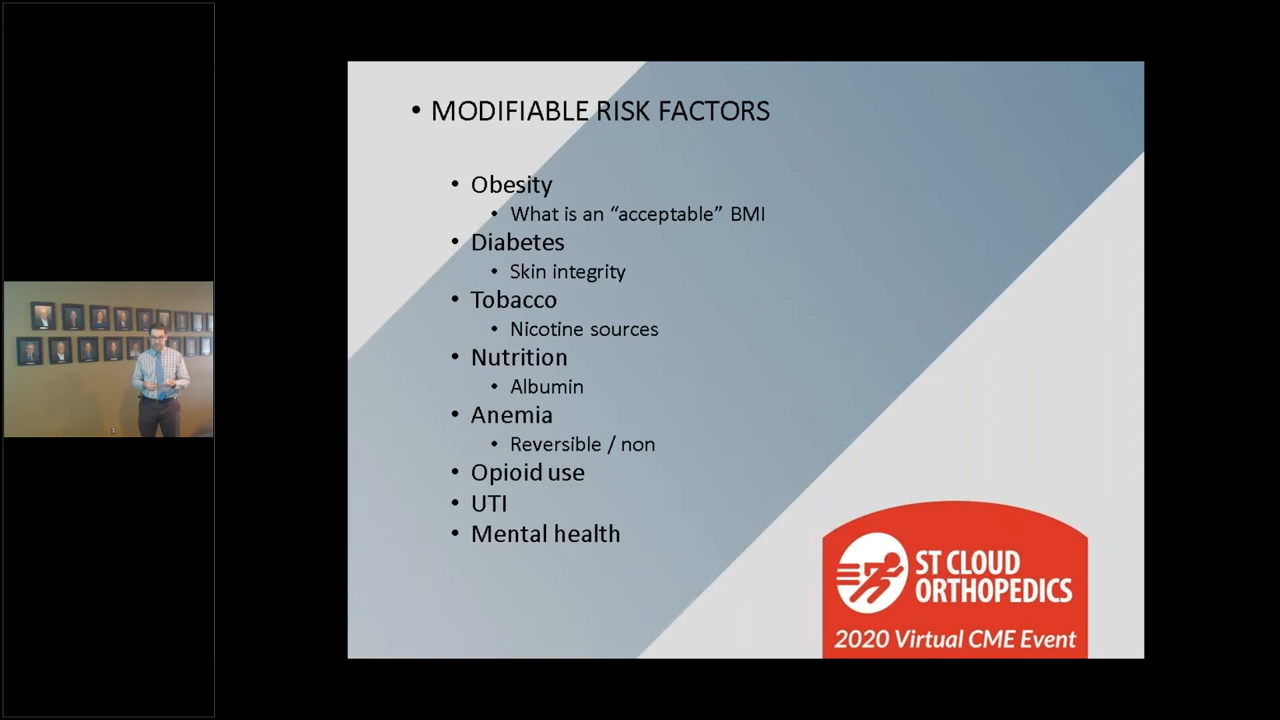 • MODIFIABLE RISK FACTORS
• Obesity
• What is an “acceptable” BMI
• Diabetes
• Skin integrity
• Tobacco
• Nicotine sources
• Nutrition
• Albumin
• Anemia
• Reversible / non
• Opioid use
• UTI
• Mental health
ST CLOUD
ORTHOPEDICS
2020 Virtual CME Event